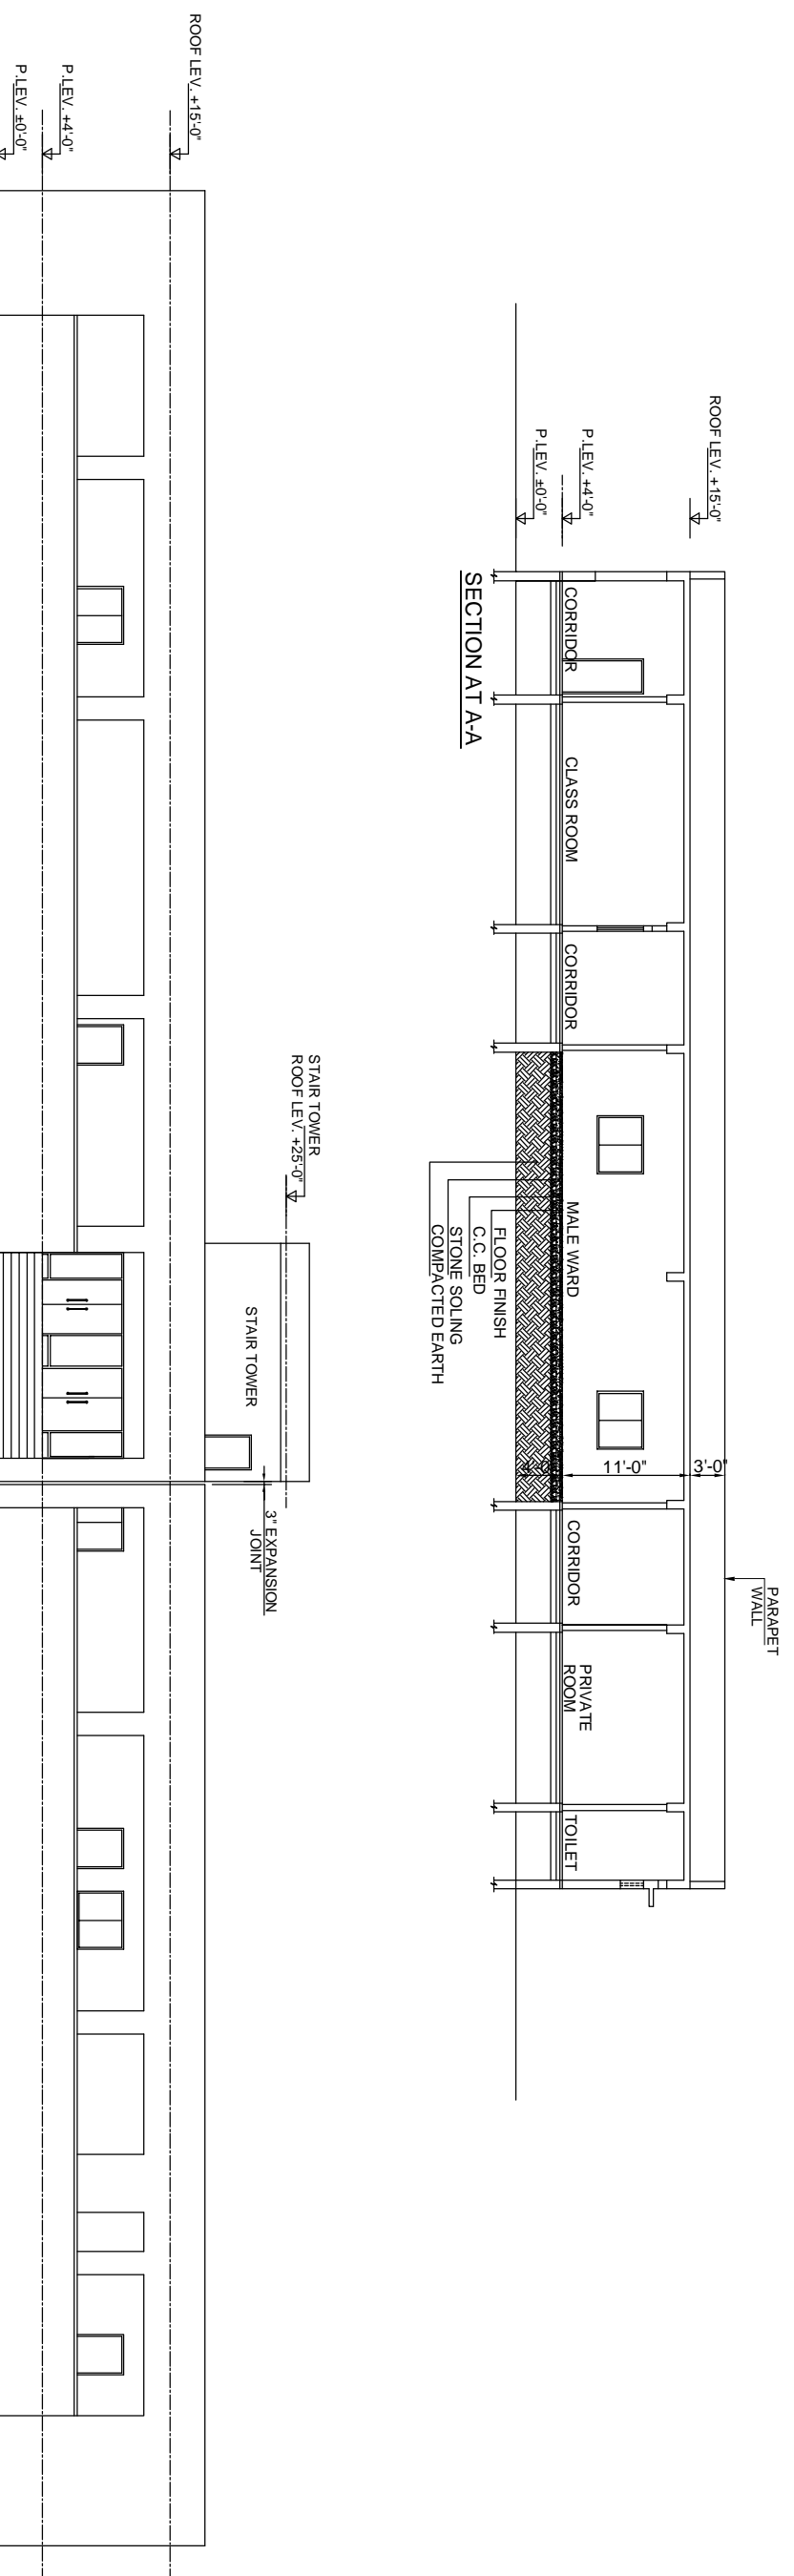 PARAPET
WALL
ROOF LEV. +15'-0"
3'-0"
11'-0"
4'-0"
P.LEV. +4'-0"
P.LEV. ±0'-0"
CORRIDOR
CLASS ROOM
CORRIDOR
MALE WARD
CORRIDOR
PRIVATE
ROOM
TOILET
FLOOR FINISH
C.C. BED
STONE SOLING
COMPACTED EARTH
SECTION AT A-A
STAIR TOWER
ROOF LEV. +25'-0"
STAIR TOWER
3" EXPANSION
JOINT
ROOF LEV. +15'-0"
P.LEV. +4'-0"
P.LEV. ±0'-0"